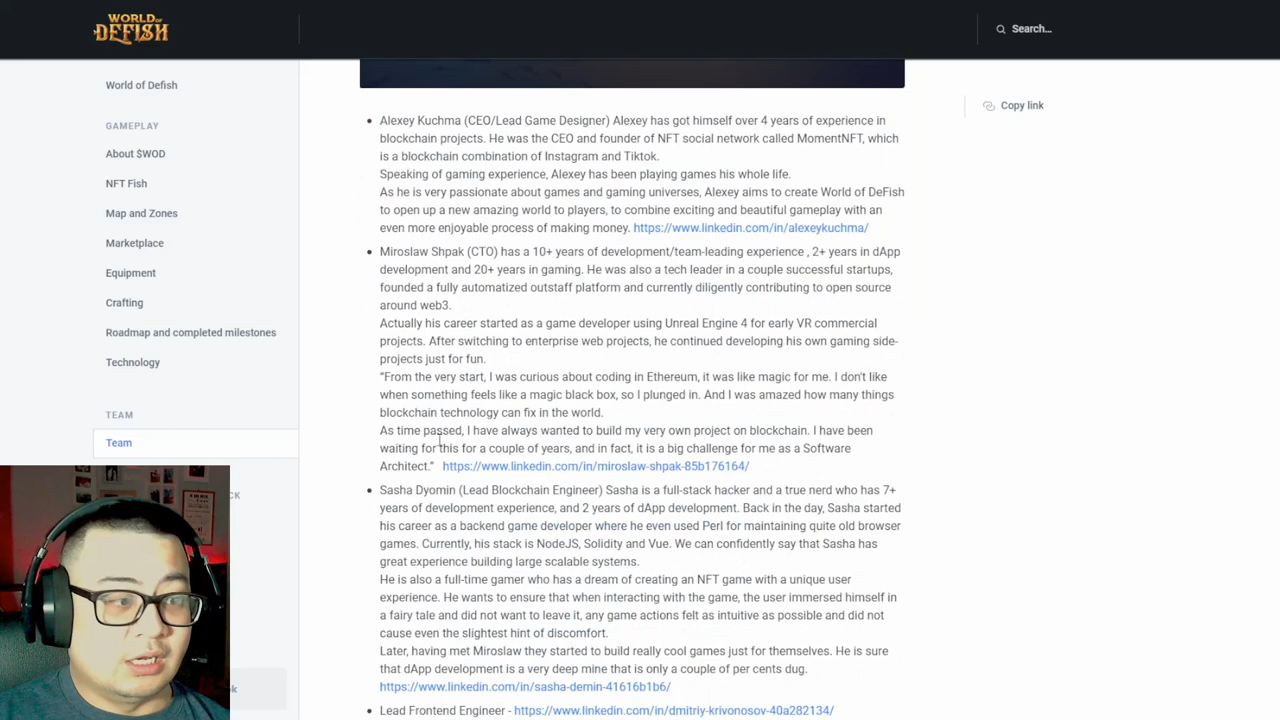 WORLD OF
DEFISH
Search...
World of Defish
GAMEPLAY
About $WOD
NFT Fish
Map and Zones
Marketplace
Equipment
Crafting
Roadmap and completed milestones
Technology
TEAM
Team
CK
ok
Copy link
Alexey Kuchma (CEO/Lead Game Designer) Alexey has got himself over 4 years of experience in
blockchain projects. He was the CEO and founder of NFT social network called MomentNFT, which
is a blockchain combination of Instagram and Tiktok.
Speaking of gaming experience, Alexey has been playing games his whole life.
As he is very passionate about games and gaming universes, Alexey aims to create World of DeFish
to open up a new amazing world to players, to combine exciting and beautiful gameplay with an
even more enjoyable process of making money. https://www.linkedin.com/in/alexeykuchma/
Miroslaw Shpak (CTO) has a 10+ years of development/team-leading experience , 2+ years in dApp
development and 20+ years in gaming. He was also a tech leader in a couple successful startups,
founded a fully automatized outstaff platform and currently diligently contributing to open source
around web3.
Actually his career started as a game developer using Unreal Engine 4 for early VR commercial
projects. After switching to enterprise web projects, he continued developing his own gaming side-
projects just for fun.
“From the very start, I was curious about coding in Ethereum, it was like magic for me. I don't like
when something feels like a magic black box, so I plunged in. And I was amazed how many things
blockchain technology can fix in the world.
As time passed, I have always wanted to build my very own project on blockchain. I have been
waiting for this for a couple of years, and in fact, it is a big challenge for me as a Software
Architect.” https://www.linkedin.com/in/miroslaw-shpak-85b176164/
Sasha Dyomin (Lead Blockchain Engineer) Sasha is a full-stack hacker and a true nerd who has 7+
years of development experience, and 2 years of dApp development. Back in the day, Sasha started
his career as a backend game developer where he even used Perl for maintaining quite old browser
games. Currently, his stack is NodeJS, Solidity and Vue. We can confidently say that Sasha has
great experience building large scalable systems.
He is also a full-time gamer who has a dream of creating an NFT game with a unique user
experience. He wants to ensure that when interacting with the game, the user immersed himself in
a fairy tale and did not want to leave it, any game actions felt as intuitive as possible and did not
cause even the slightest hint of discomfort.
Later, having met Miroslaw they started to build really cool games just for themselves. He is sure
that dApp development is a very deep mine that is only a couple of per cents dug.
https://www.linkedin.com/in/sasha-demin-41616b1b6/
Lead Frontend Engineer - https://www.linkedin.com/in/dmitriy-krivonosov-40a282134/